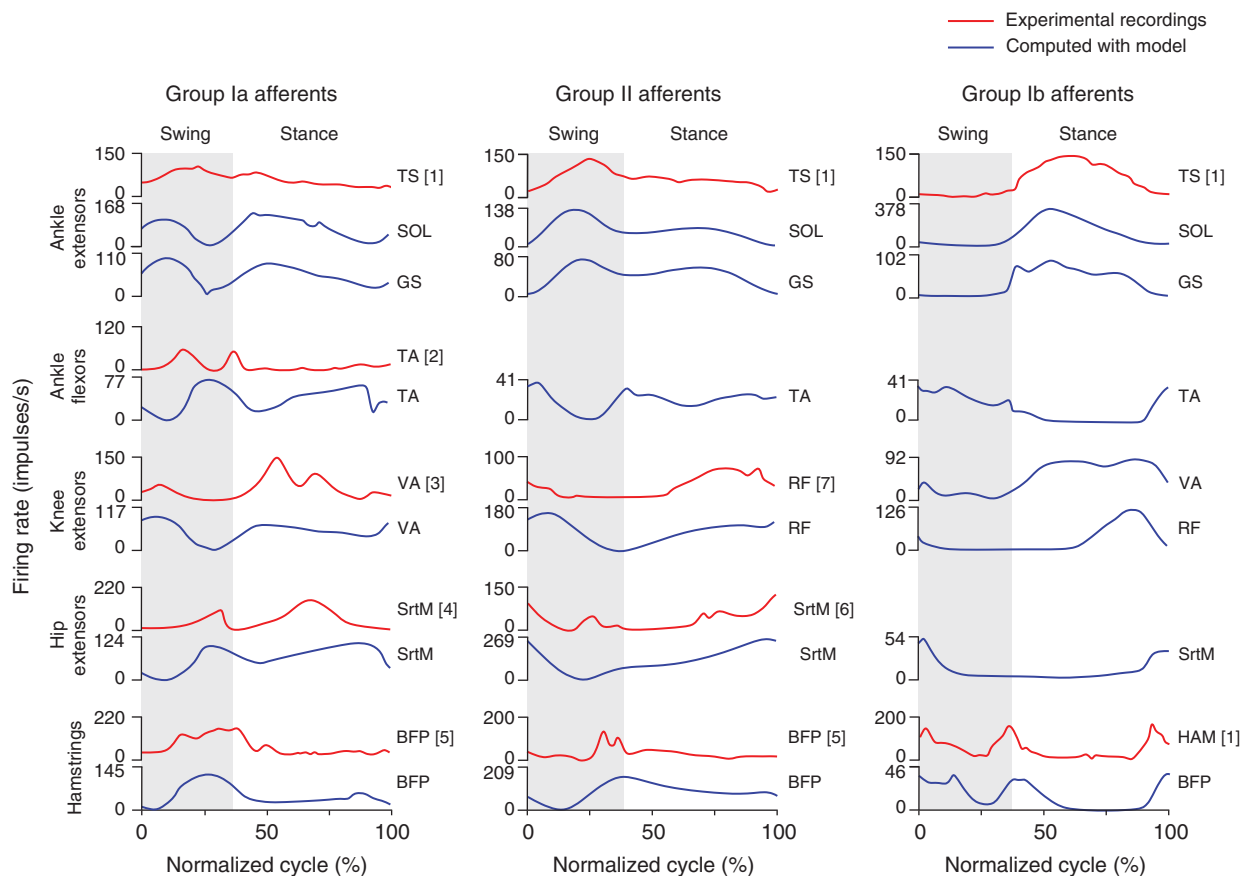 Experimental recordings
Computed with model
Group Ia afferents
Group II afferents
Group Ib afferents
Swing Stance
Swing Stance
Swing Stance
Firing rate (impulses/s)
Ankle extensors
150
0
TS [1]
150
0
TS [1]
150
0
TS [1]
168
0
SOL
138
0
SOL
378
0
SOL
110
0
GS
80
0
GS
102
0
GS
Ankle flexors
120
0
TA [2]
77
0
TA
41
0
TA
41
0
TA
Knee extensors
150
0
VA [3]
100
0
RF [7]
92
0
VA
117
0
VA
180
0
RF
126
0
RF
Hip extensors
220
0
SrtM [4]
150
0
SrtM [6]
124
0
SrtM
269
0
SrtM
54
0
SrtM
Hamstrings
220
0
BFP [5]
200
0
BFP [5]
200
0
HAM [1]
145
0
BFP
209
0
BFP
46
0
BFP
0 50 100
0 50 100
0 50 100
Normalized cycle (%)
Normalized cycle (%)
Normalized cycle (%)